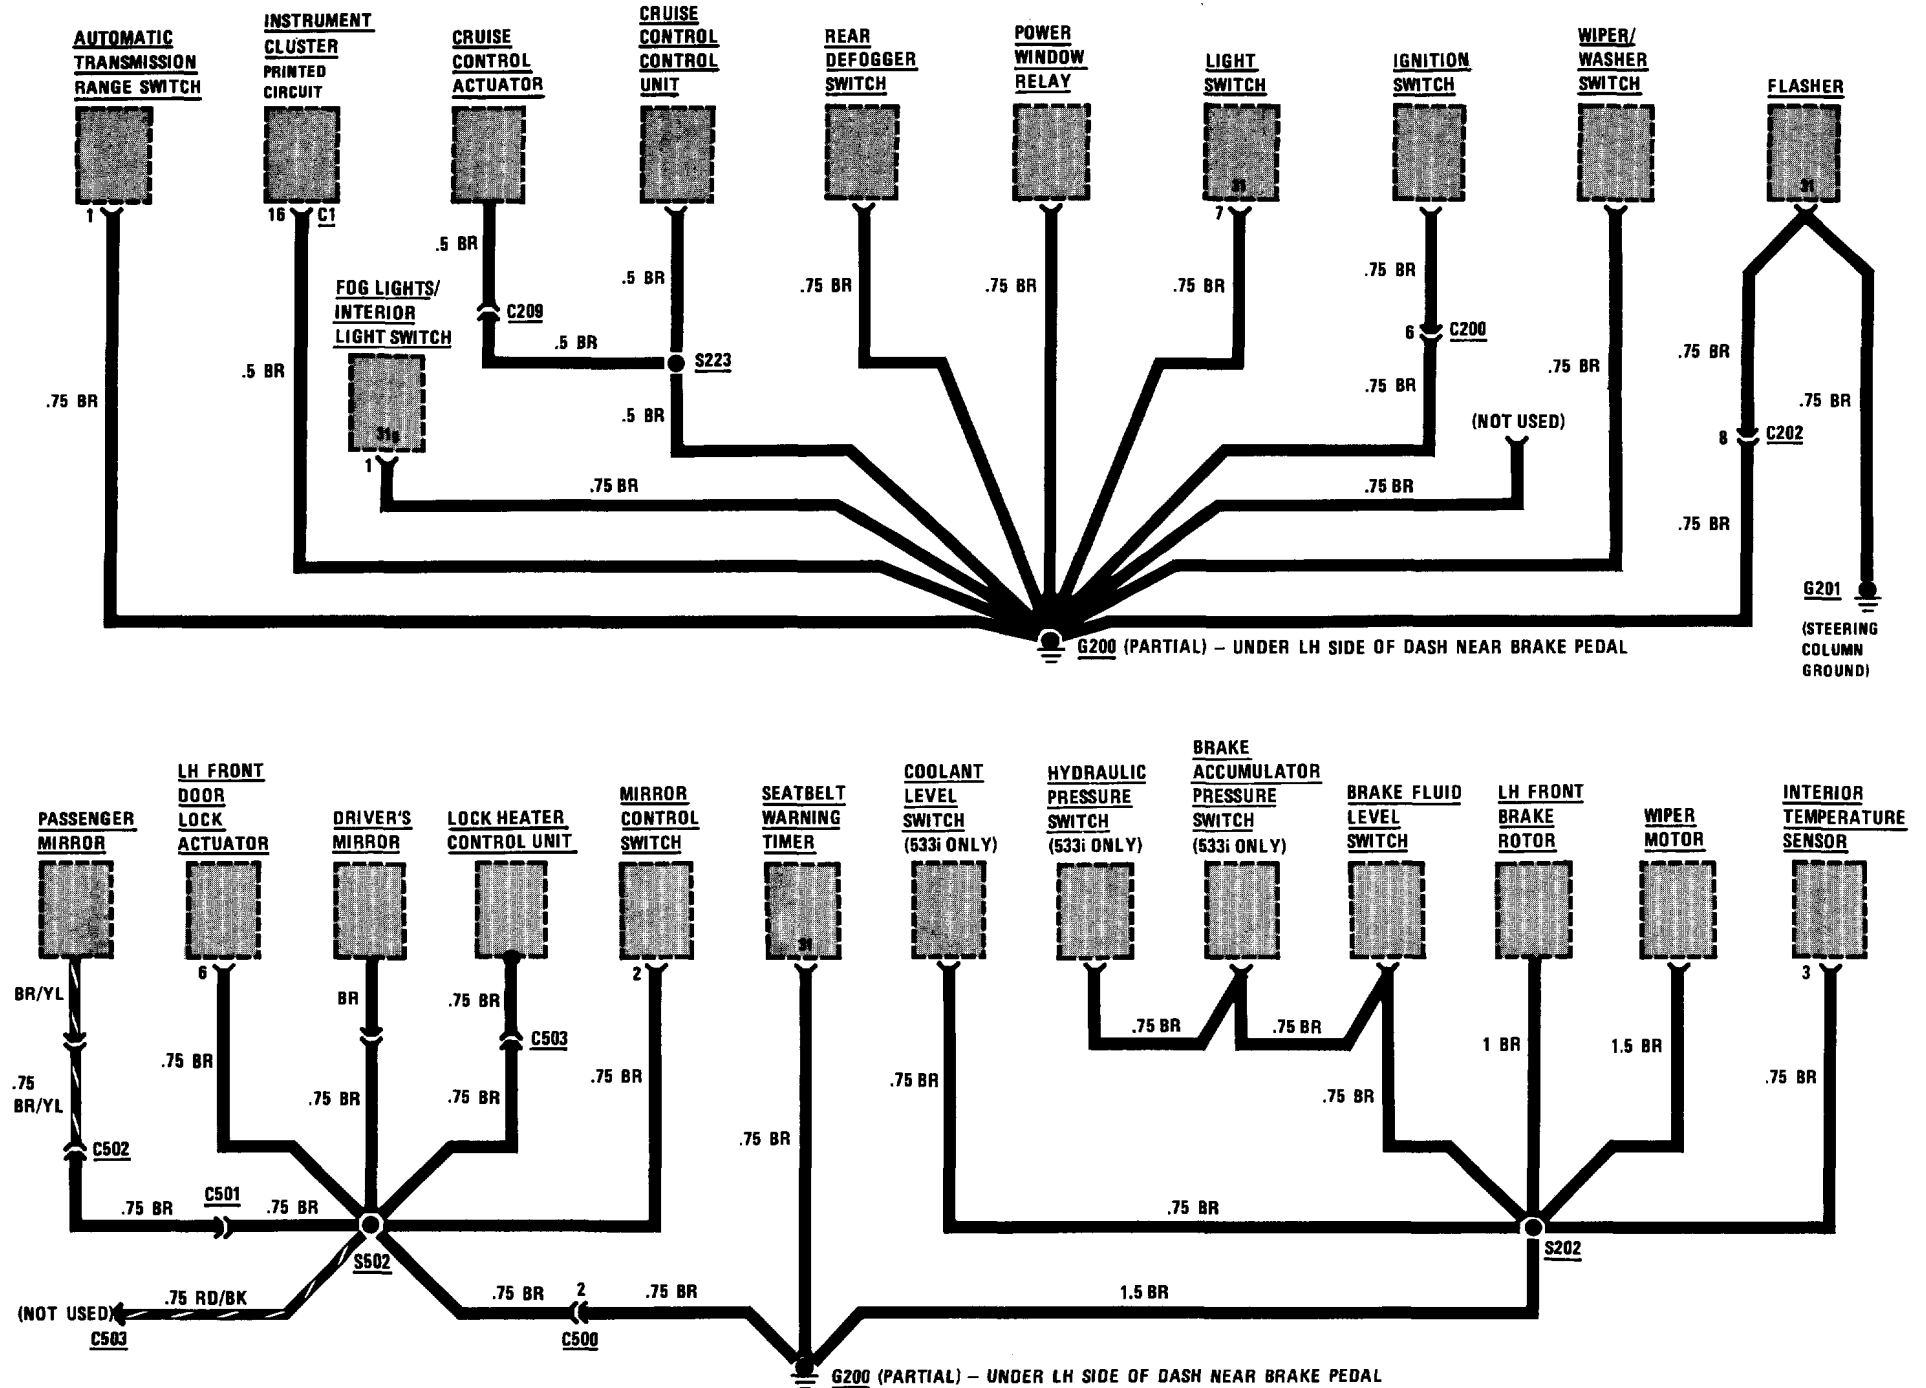 AUTOMATIC
TRANSMISSION
RANGE SWITCH
INSTRUMENT
CLUSTER
PRINTED
CIRCUIT
CRUISE
CONTROL
ACTUATOR
CRUISE
CONTROL
CONTROL
UNIT
REAR
DEFOGGER
SWITCH
POWER
WINDOW
RELAY
LIGHT
SWITCH
IGNITION
SWITCH
WIPER/
WASHER
SWITCH
FLASHER
31
31
1
16
C1
7
.5 BR
FOG LIGHTS/
INTERIOR
LIGHT SWITCH
C209
.5 BR
.5 BR
S223
.75 BR
.75 BR
.75 BR
.75 BR
6
C200
.75 BR
.75 BR
.75 BR
.75 BR
.5 BR
.75 BR
.5 BR
(NOT USED)
8
C202
31g
1
.75 BR
.75 BR
.75 BR
G201
(STEERING
COLUMN
GROUND)
G200 (PARTIAL) – UNDER LH SIDE OF DASH NEAR BRAKE PEDAL
PASSENGER
MIRROR
LH FRONT
DOOR
LOCK
ACTUATOR
DRIVER'S
MIRROR
LOCK HEATER
CONTROL UNIT
MIRROR
CONTROL
SWITCH
SEATBELT
WARNING
TIMER
COOLANT
LEVEL
SWITCH
(533i ONLY)
HYDRAULIC
PRESSURE
SWITCH
(533i ONLY)
BRAKE
ACCUMULATOR
PRESSURE
SWITCH
(533i ONLY)
BRAKE FLUID
LEVEL
SWITCH
LH FRONT
BRAKE
ROTOR
WIPER
MOTOR
INTERIOR
TEMPERATURE
SENSOR
31
6
2
3
BR/YL
BR
.75 BR
C503
.75 BR
.75 BR
1 BR
1.5 BR
.75 BR
.75
BR/YL
.75 BR
.75 BR
.75 BR
.75 BR
.75 BR
.75 BR
C502
.75 BR
C501
.75 BR
.75 BR
.75 BR
S502
S202
.75 RD/BK
(NOT USED)
C503
.75 BR
2
.75 BR
C500
1.5 BR
G200 (PARTIAL) – UNDER LH SIDE OF DASH NEAR BRAKE PEDAL